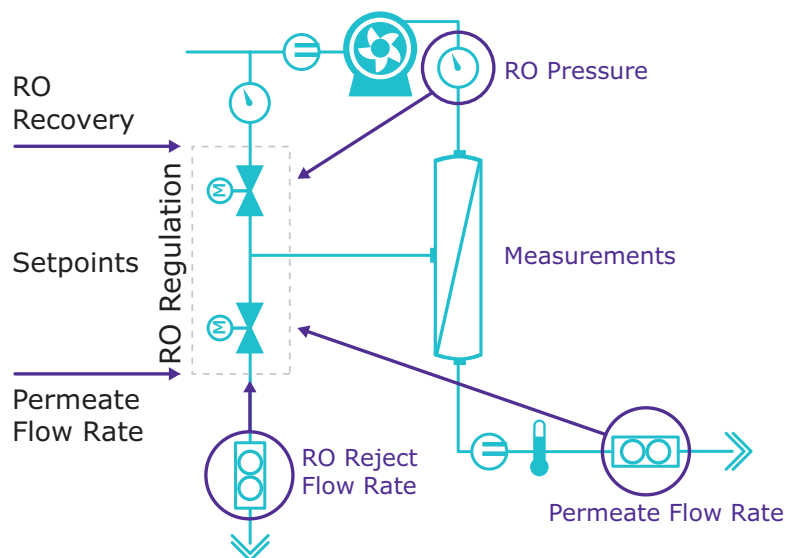 RO Pressure
RO
Recovery
RO Regulation
M
Setpoints
Measurements
M
Permeate
Flow Rate
RO Reject
Flow Rate
Permeate Flow Rate